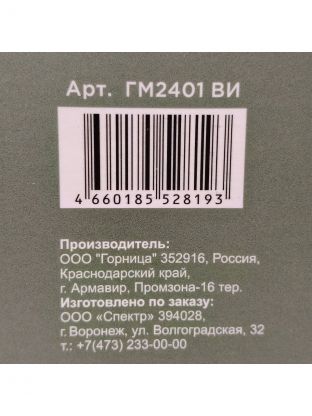 Арт. ГМ2401 ВИ
4 660185 528193
Производитель:
ООО "Горница" 352916, Россия,
Краснодарский край,
г. Армавир, Промзона-16 тер.
Изготовлено по заказу:
ООО «Спектр» 394028,
г. Воронеж, ул. Волгоградская, 32
т.: +7(473) 233-00-00